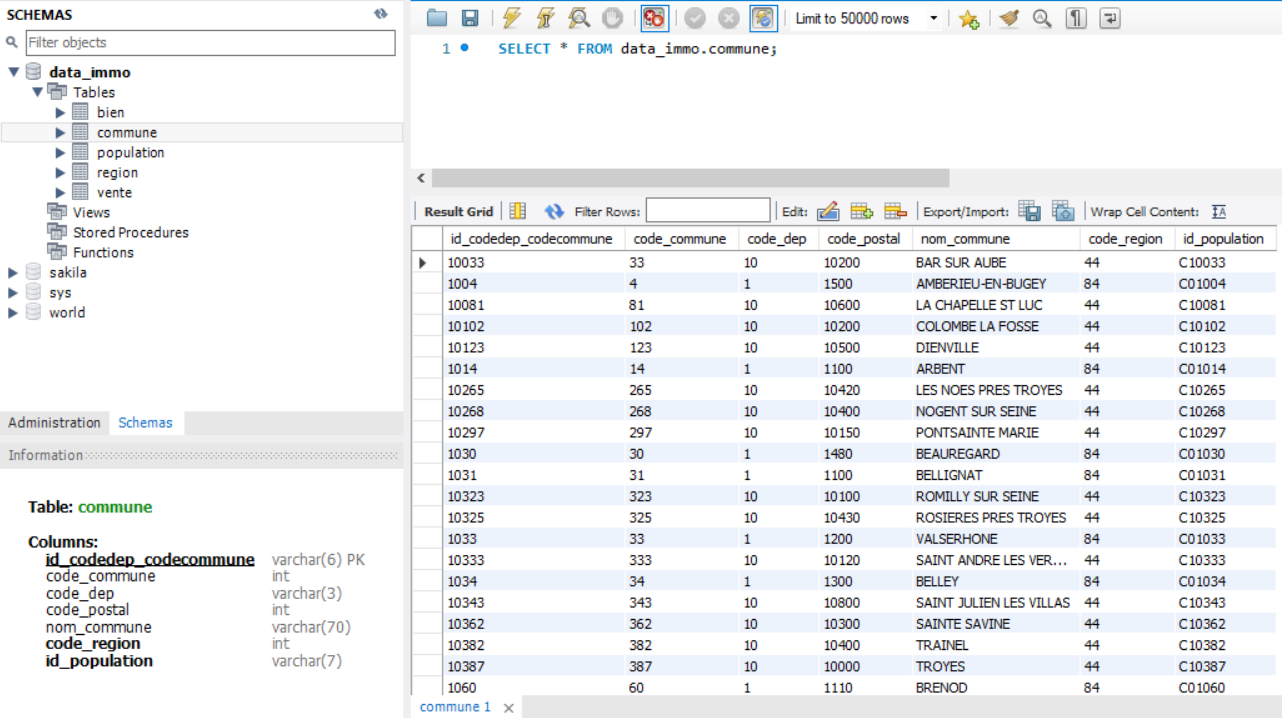 SCHEMAS
Filter objects
data_immo
Tables
bien
commune
population
region
vente
Views
Stored Procedures
Functions
sakila
sys
world
Administration Schemas
Information
Table: commune
Columns:
id_codedep_codecommune varchar(6) PK
code_commune int
code_dep varchar(3)
code_postal int
nom_commune varchar(70)
code_region int
id_population varchar(7)
Limit to 50000 rows
1 SELECT * FROM data_immo.commune;
Result Grid Filter Rows: Edit: Export/Import: Wrap Cell Content:
id_codedep_codecommune code_commune code_dep code_postal nom_commune code_region id_population
10033 33 10 10200 BAR SUR AUBE 44 C10033
1004 4 1 1500 AMBERIEU-EN-BUGEY 84 C01004
10081 81 10 10600 LA CHAPELLE ST LUC 44 C10081
10102 102 10 10200 COLOMBE LA FOSSE 44 C10102
10123 123 10 10500 DIENVILLE 44 C10123
1014 14 1 1100 ARBENT 84 C01014
10265 265 10 10420 LES NOES PRES TROYES 44 C10265
10268 268 10 10400 NOGENT SUR SEINE 44 C10268
10297 297 10 10150 PONTSAINTE MARIE 44 C10297
1030 30 1 1480 BEAUREGARD 84 C01030
1031 31 1 1100 BELLIGNAT 84 C01031
10323 323 10 10100 ROMILLY SUR SEINE 44 C10323
10325 325 10 10430 ROSIERES PRES TROYES 44 C10325
1033 33 1 1200 VALSERHONE 84 C01033
10333 333 10 10120 SAINT ANDRE LES VER... 44 C10333
1034 34 1 1300 BELLEY 84 C01034
10343 343 10 10800 SAINT JULIEN LES VILLAS 44 C10343
10362 362 10 10300 SAINTE SAVINE 44 C10362
10382 382 10 10400 TRAINEL 44 C10382
10387 387 10 10000 TROYES 44 C10387
1060 60 1 1110 BRENOD 84 C01060
commune 1